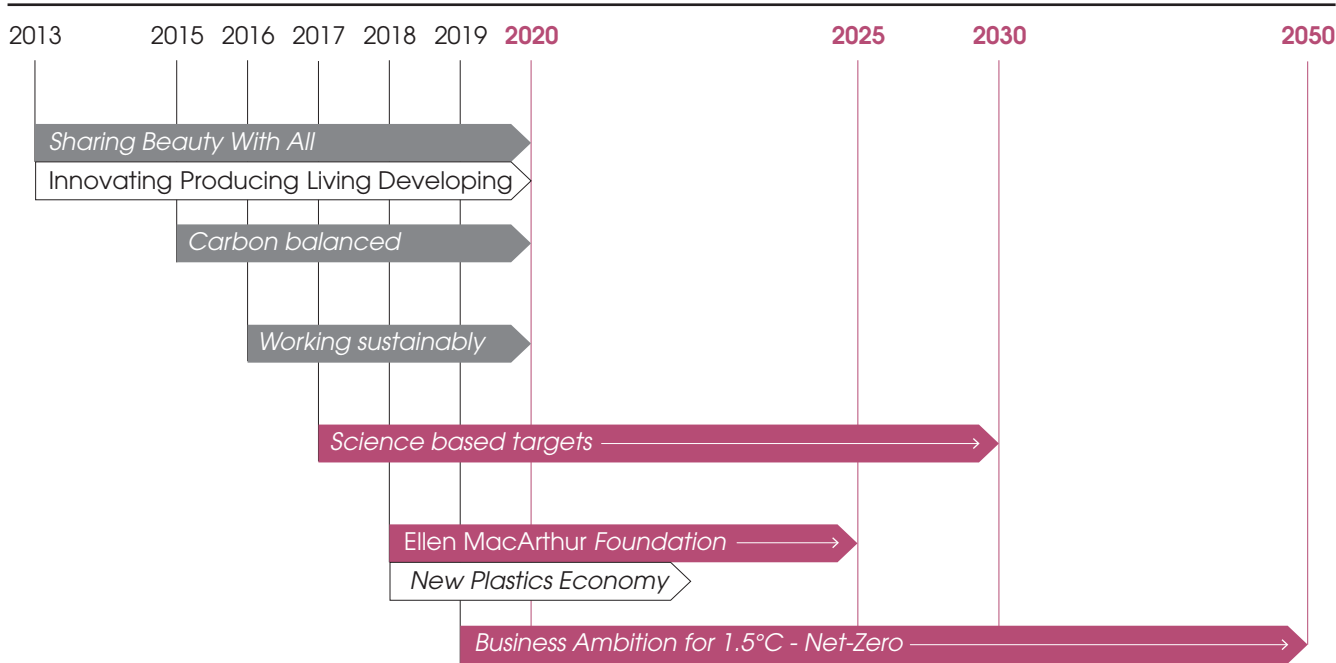 2013 2015 2016 2017 2018 2019 2020 2025 2030 2050
Sharing Beauty With All
Innovating Producing Living Developing
Carbon balanced
Working sustainably
Science based targets
Ellen MacArthur Foundation
New Plastics Economy
Business Ambition for 1.5°C - Net-Zero